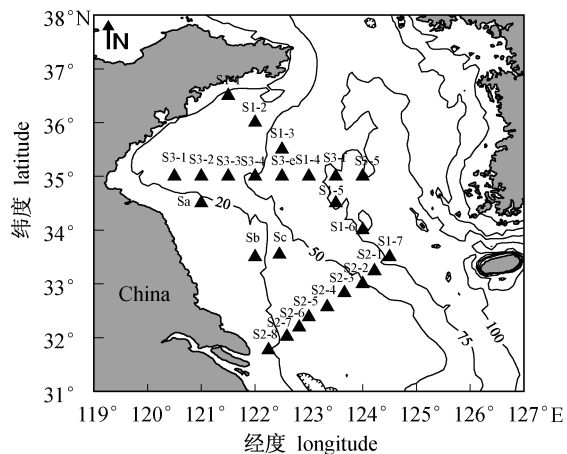 38°N
N
37°
36°
35°
34°
33°
32°
31°
纬度 latitude
S1-1
S1-2
S1-3
S3-1 S3-2 S3-3 S3-4 S3-e S1-4 S3-f S3-5
S1-5
Sa
20
Sb Sc
50
S1-6
S1-7
S2-1
S2-2
S2-3
S2-4
S2-5
S2-6
S2-7
S2-8
China
75
100
119° 120° 121° 122° 123° 124° 125° 126° 127°E
经度 longitude